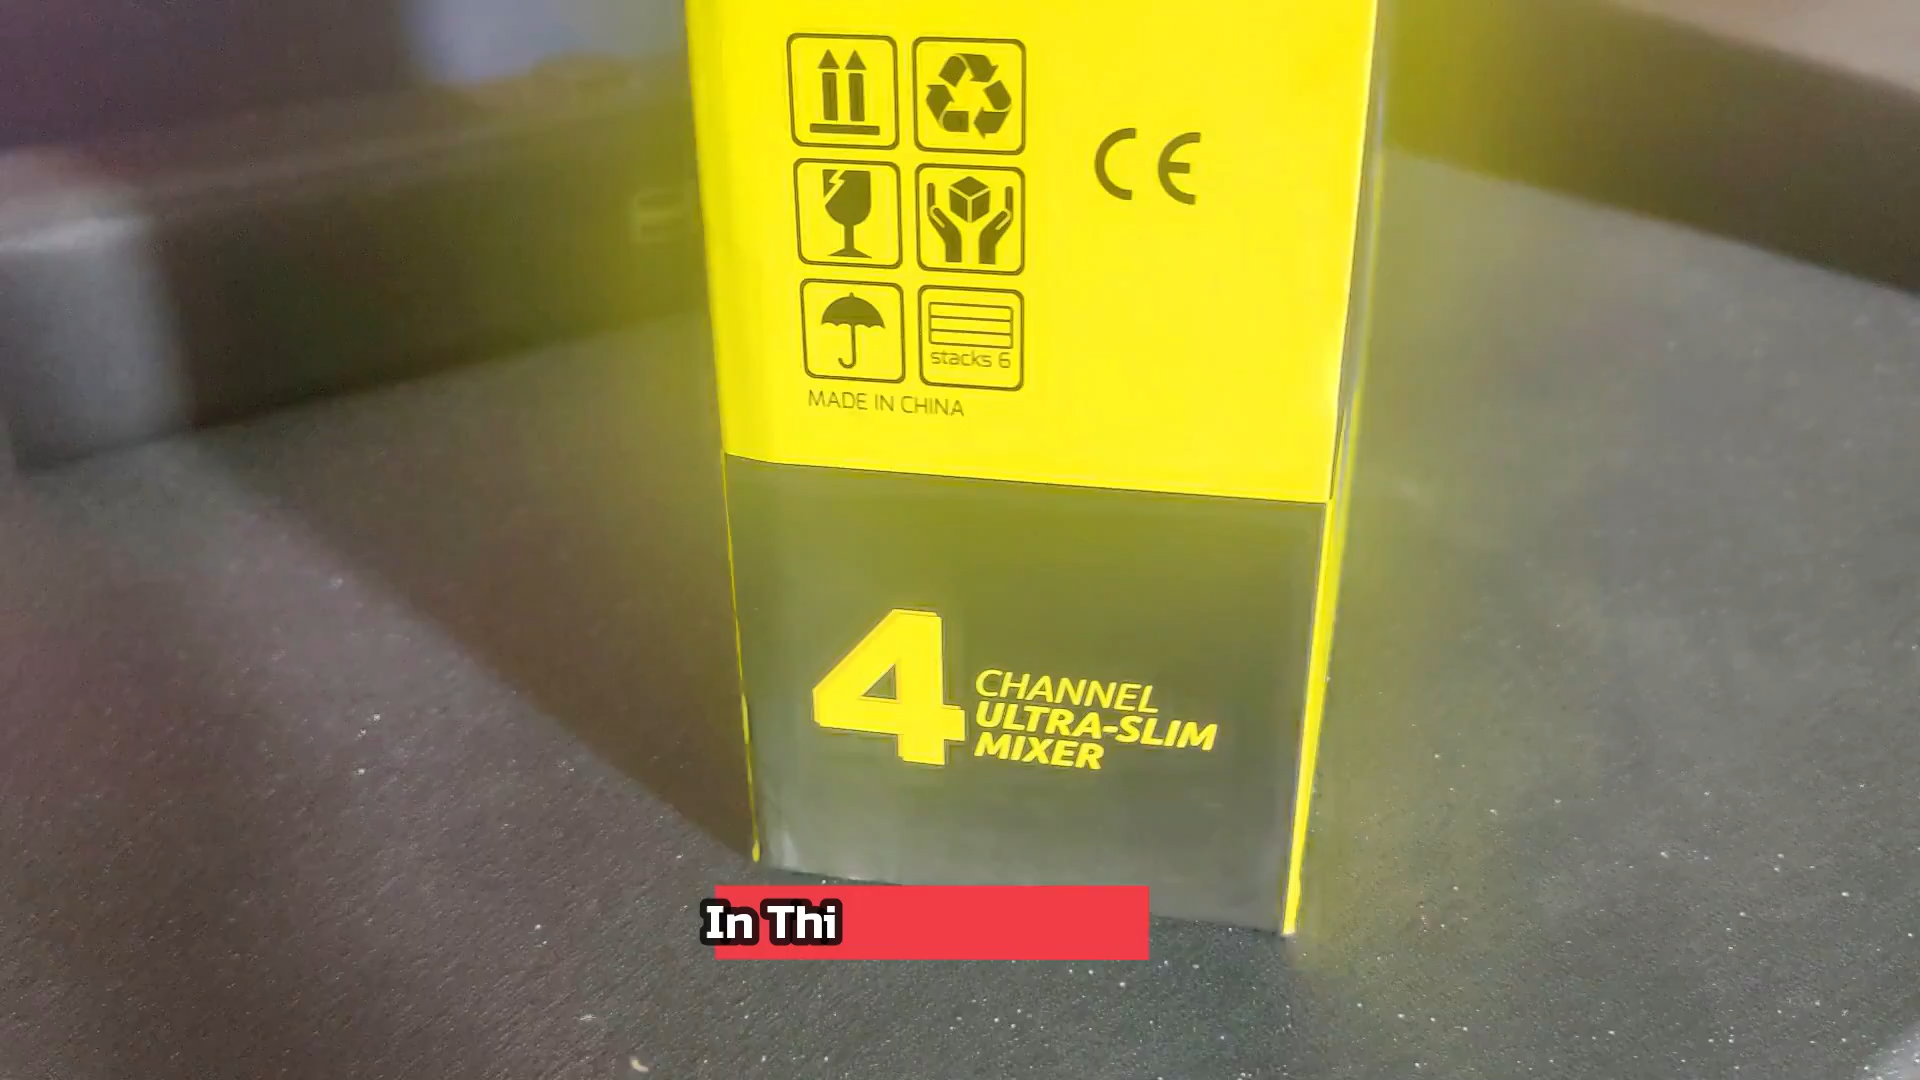 CE
stacks 6
MADE IN CHINA
4
CHANNEL
ULTRA-SLIM
MIXER
In Thi